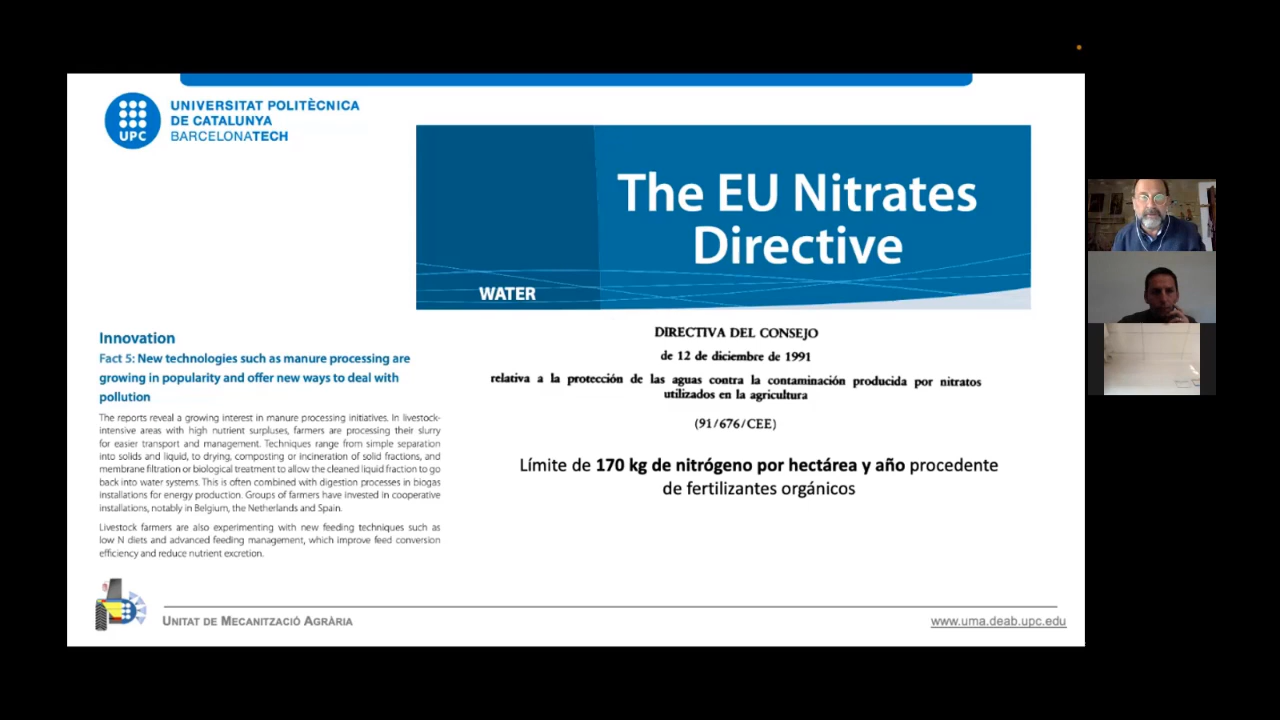 UNIVERSITAT POLITÈCNICA
DE CATALUNYA
BARCELONATECH
UPC
The EU Nitrates
Directive
WATER
Innovation
Fact 5: New technologies such as manure processing are
growing in popularity and offer new ways to deal with
pollution
The reports reveal a growing interest in manure processing initiatives. In livestock-
intensive areas with high nutrient surpluses, farmers are processing their slurry
for easier transport and management. Techniques range from simple separation
into solids and liquid, to drying, composting or incineration of solid fractions, and
membrane filtration or biological treatment to allow the cleaned liquid fraction to go
back into water systems. This is often combined with digestion processes in biogas
installations for energy production. Groups of farmers have invested in cooperative
installations, notably in Belgium, the Netherlands and Spain.
Livestock farmers are also experimenting with new feeding techniques such as
low N diets and advanced feeding management, which improve feed conversion
efficiency and reduce nutrient excretion.
DIRECTIVA DEL CONSEJO
de 12 de diciembre de 1991
relativa a la protección de las aguas contra la contaminación producida por nitratos
utilizados en la agricultura
(91/676/CEE)
Límite de 170 kg de nitrógeno por hectárea y año procedente
de fertilizantes orgánicos
UNITAT DE MECANITZACIÓ AGRÀRIA
www.uma.deab.upc.edu